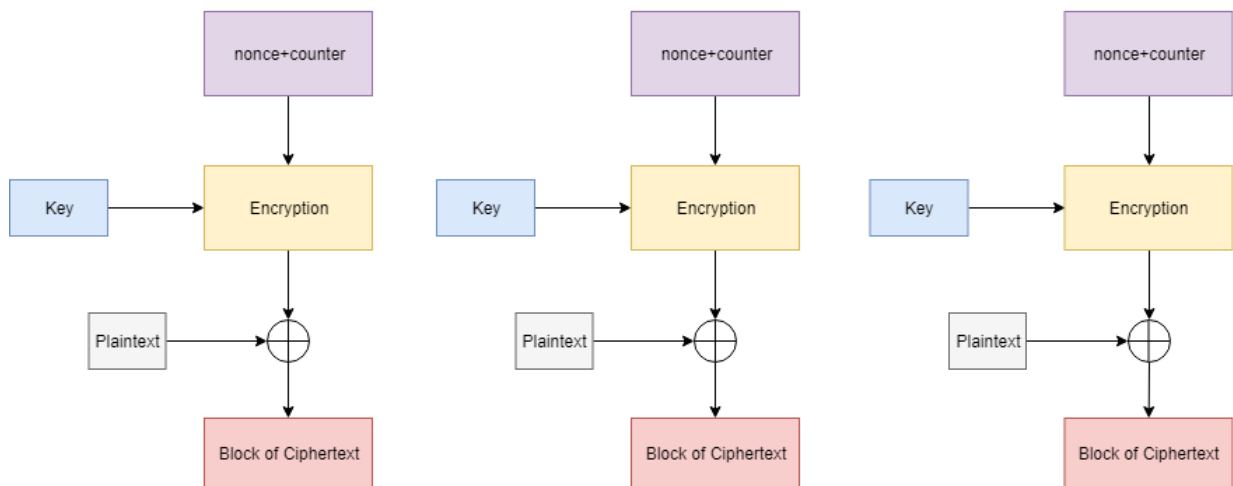 nonce+counter
nonce+counter
nonce+counter
Key
Encryption
Key
Encryption
Key
Encryption
Plaintext
Plaintext
Plaintext
Block of Ciphertext
Block of Ciphertext
Block of Ciphertext